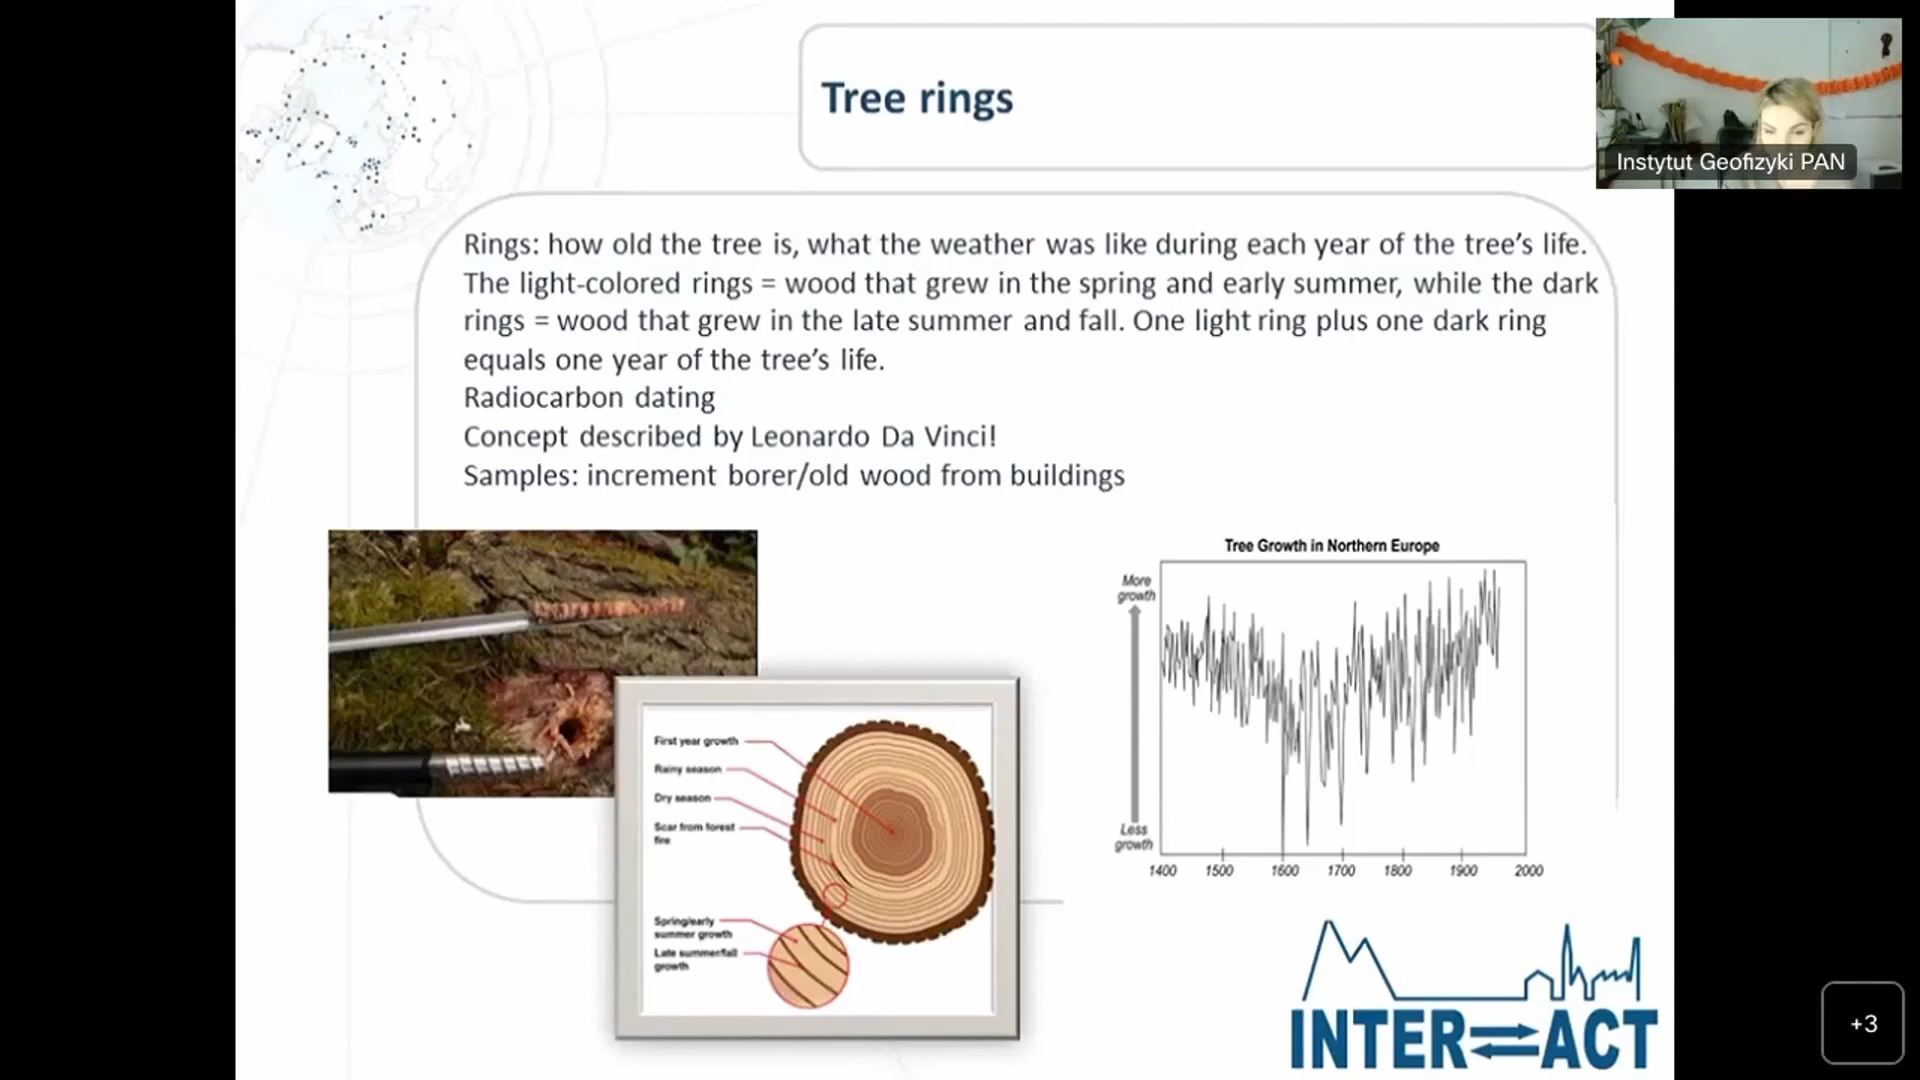 Tree rings
Instytut Geofizyki PAN
Rings: how old the tree is, what the weather was like during each year of the tree's life.
The light-colored rings = wood that grew in the spring and early summer, while the dark
rings = wood that grew in the late summer and fall. One light ring plus one dark ring
equals one year of the tree's life.
Radiocarbon dating
Concept described by Leonardo Da Vinci!
Samples: increment borer/old wood from buildings
First year growth
Rainy season
Dry season
Scar from forest
fire
Spring/early
summer growth
Late summer/fall
growth
Tree Growth in Northern Europe
More
growth
Less
growth
1400 1500 1600 1700 1800 1900 2000
INTERACT
+3